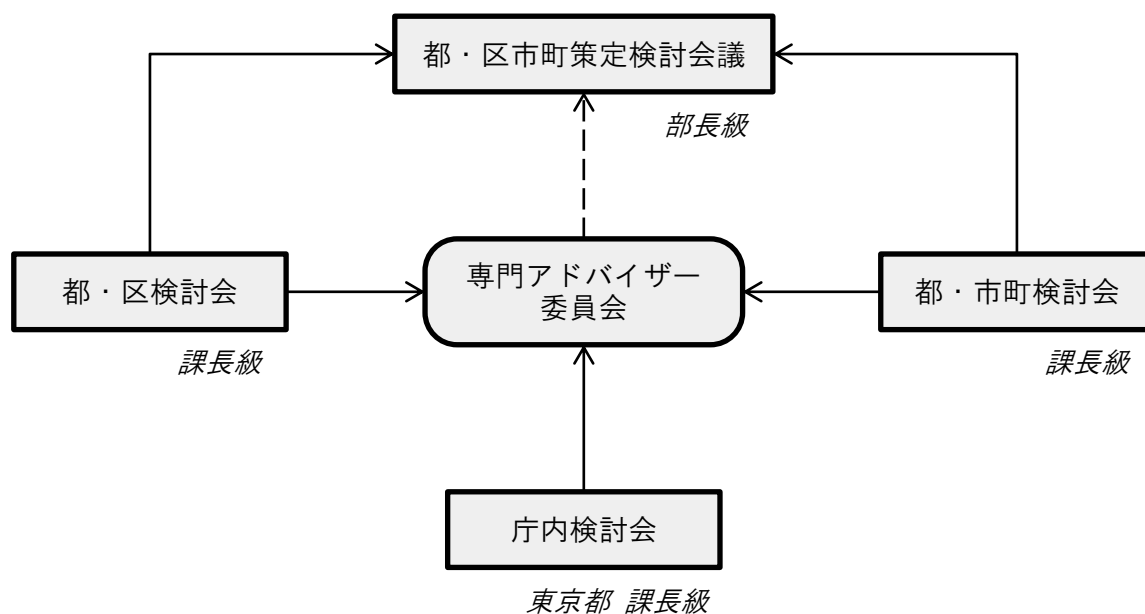 都・区市町策定検討会議
部長級
都・区検討会
課長級
専門アドバイザー
委員会
都・市町検討会
課長級
庁内検討会
東京都 課長級